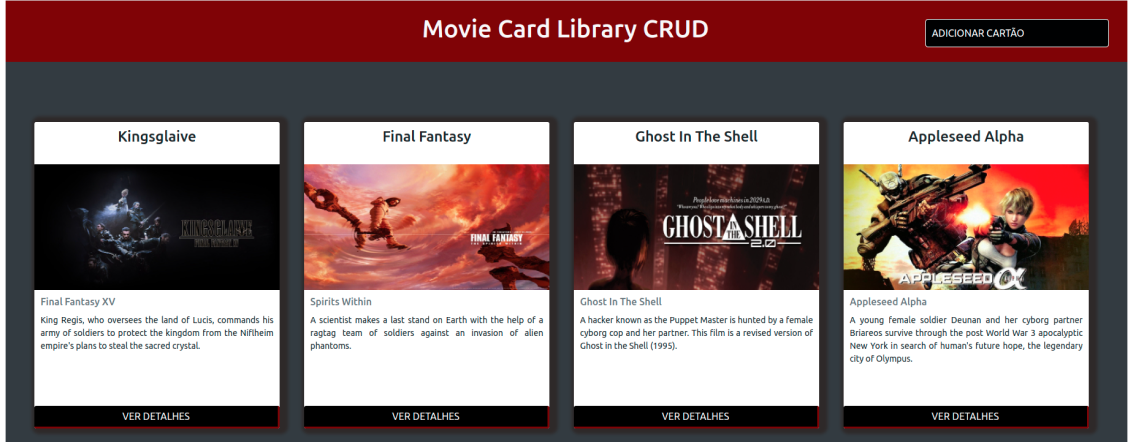 Movie Card Library CRUD
ADICIONAR CARTÃO
Kingsglaive
KINGSGLAIVE
FINAL FANTASY XV
Final Fantasy XV
King Regis, who oversees the land of Lucis, commands his
army of soldiers to protect the kingdom from the Niflheim
empire's plans to steal the sacred crystal.
VER DETALHES
Final Fantasy
FINAL FANTASY
THE SPIRITS WITHIN
Spirits Within
A scientist makes a last stand on Earth with the help of a
ragtag team of soldiers against an invasion of alien
phantoms.
VER DETALHES
Ghost In The Shell
People love machines in 2029 A.D.
GHOST IN THE SHELL
2.0
Ghost In The Shell
A hacker known as the Puppet Master is hunted by a female
cyborg cop and her partner. This film is a revised version of
Ghost in the Shell (1995).
VER DETALHES
Appleseed Alpha
APPLESEED α
Appleseed Alpha
A young female soldier Deunan and her cyborg partner
Briareos survive through the post World War 3 apocalyptic
New York in search of human's future hope, the legendary
city of Olympus.
VER DETALHES